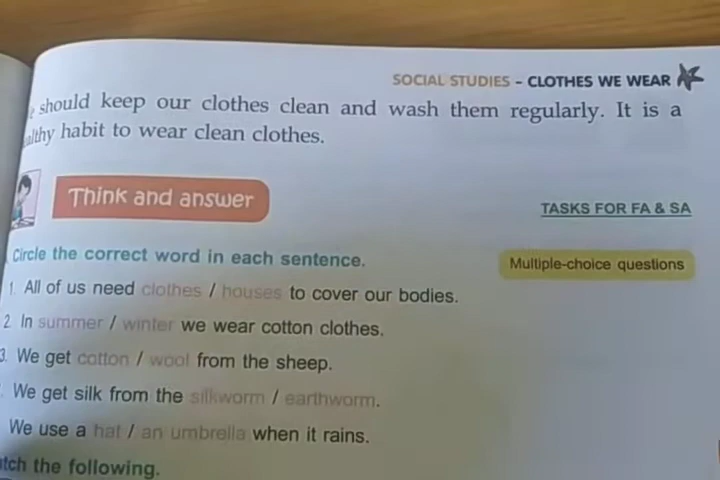 SOCIAL STUDIES - CLOTHES WE WEAR
should keep our clothes clean and wash them regularly. It is a
habit to wear clean clothes.
Think and answer
TASKS FOR FA & SA
Circle the correct word in each sentence.
Multiple-choice questions
1. All of us need clothes / houses to cover our bodies.
2. In summer / winter we wear cotton clothes.
3. We get cotton / wool from the sheep.
We get silk from the silkworm / earthworm.
We use a hat / an umbrella when it rains.
the following.